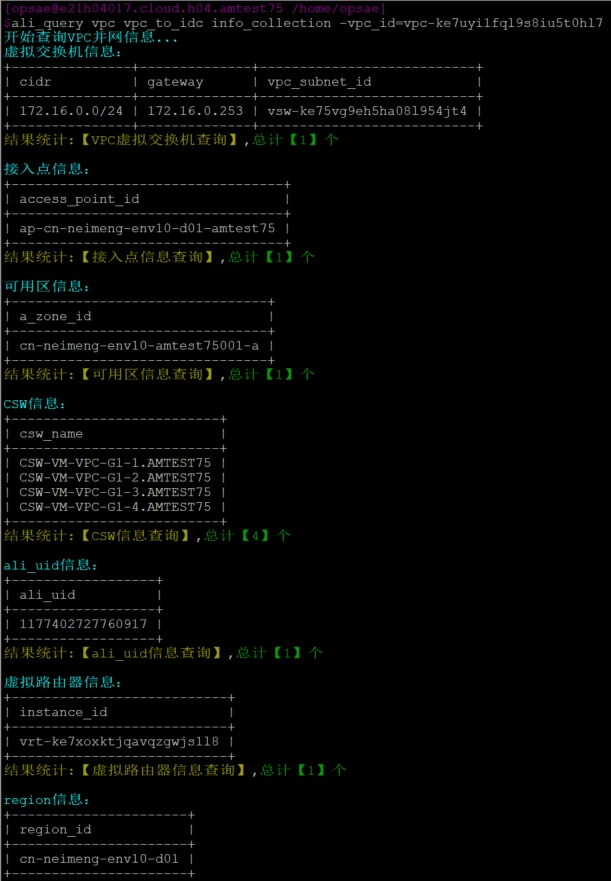 [opsae@e21h04017.cloud.h04.amtest75 /home/opsae]
$ali_query vpc vpc_to_idc info_collection -vpc_id=vpc-ke7uyi1fql9s8iu5t0hl7
开始查询VPC并网信息...
虚拟交换机信息:
+---------------+--------------+--------------------------+
| cidr | gateway | vpc_subnet_id |
+---------------+--------------+--------------------------+
| 172.16.0.0/24 | 172.16.0.253 | vsw-ke75vg9eh5ha08l954jt4 |
+---------------+--------------+--------------------------+
结果统计:【VPC虚拟交换机查询】,总计【1】个
接入点信息:
+----------------------------------+
| access_point_id |
+----------------------------------+
| ap-cn-neimeng-env10-d01-amtest75 |
+----------------------------------+
结果统计:【接入点信息查询】,总计【1】个
可用区信息:
+--------------------------------+
| a_zone_id |
+--------------------------------+
| cn-neimeng-env10-amtest75001-a |
+--------------------------------+
结果统计:【可用区信息查询】,总计【1】个
CSW信息:
+--------------------------+
| csw_name |
+--------------------------+
| CSW-VM-VPC-G1-1.AMTEST75 |
| CSW-VM-VPC-G1-2.AMTEST75 |
| CSW-VM-VPC-G1-3.AMTEST75 |
| CSW-VM-VPC-G1-4.AMTEST75 |
+--------------------------+
结果统计:【CSW信息查询】,总计【4】个
ali_uid信息:
+------------------+
| ali_uid |
+------------------+
| 1177402727760917 |
+------------------+
结果统计:【ali_uid信息查询】,总计【1】个
虚拟路由器信息:
+---------------------------+
| instance_id |
+---------------------------+
| vrt-ke7xoxktjqavqzgwjs1l8 |
+---------------------------+
结果统计:【虚拟路由器信息查询】,总计【1】个
region信息:
+----------------------+
| region_id |
+----------------------+
| cn-neimeng-env10-d01 |
+----------------------+